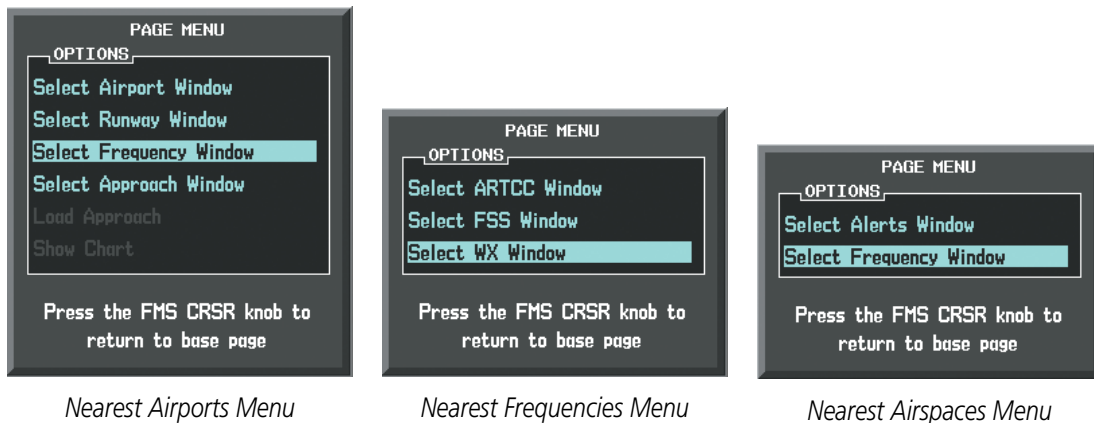 PAGE MENU
OPTIONS
Select Airport Window
Select Runway Window
Select Frequency Window
Select Approach Window
Load Approach
Show Chart
Press the FMS CRSR knob to
return to base page
Nearest Airports Menu
PAGE MENU
OPTIONS
Select ARTCC Window
Select FSS Window
Select WX Window
Press the FMS CRSR knob to
return to base page
Nearest Frequencies Menu
PAGE MENU
OPTIONS
Select Alerts Window
Select Frequency Window
Press the FMS CRSR knob to
return to base page
Nearest Airspaces Menu